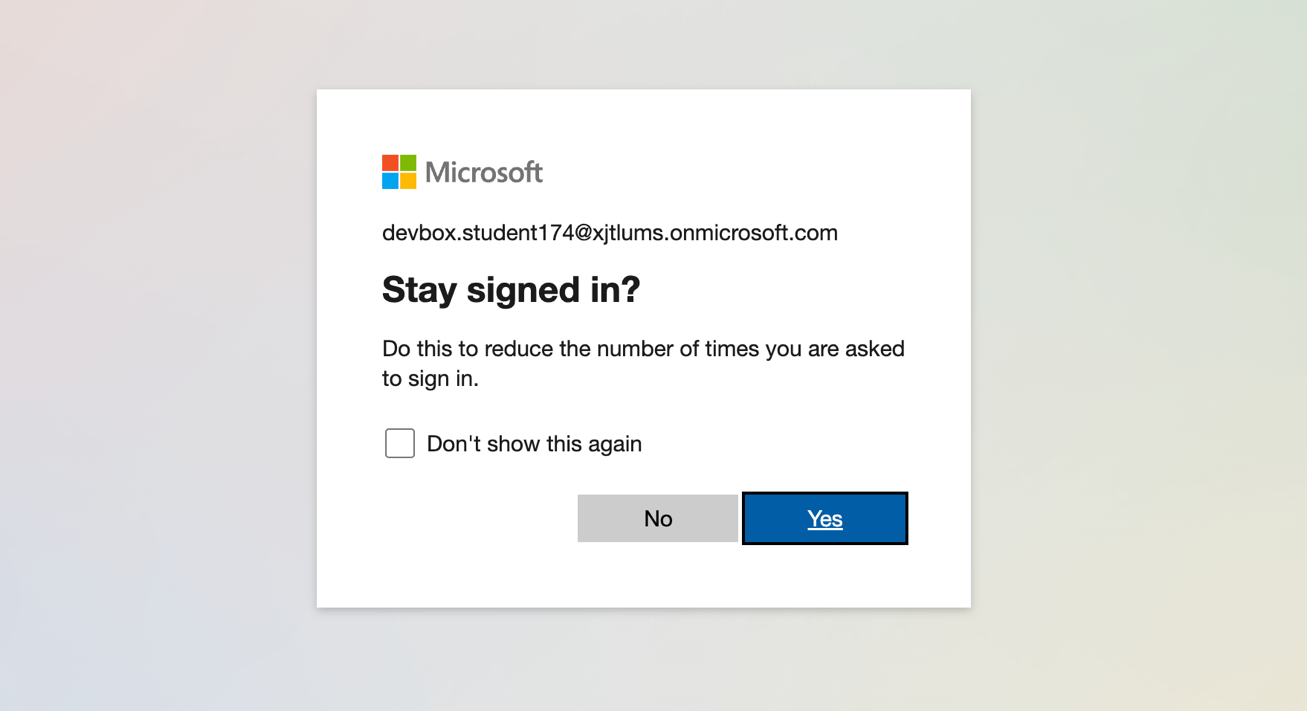 Microsoft
devbox.student174@xjtlums.onmicrosoft.com
Stay signed in?
Do this to reduce the number of times you are asked
to sign in.
Don't show this again
No
Yes